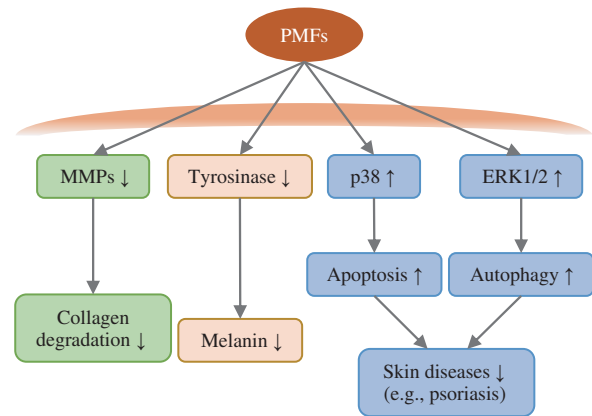 PMFs
MMPs ↓
Tyrosinase ↓
p38 ↑
ERK1/2 ↑
Apoptosis ↑
Autophagy ↑
Collagen
degradation ↓
Melanin ↓
Skin diseases ↓
(e.g., psoriasis)